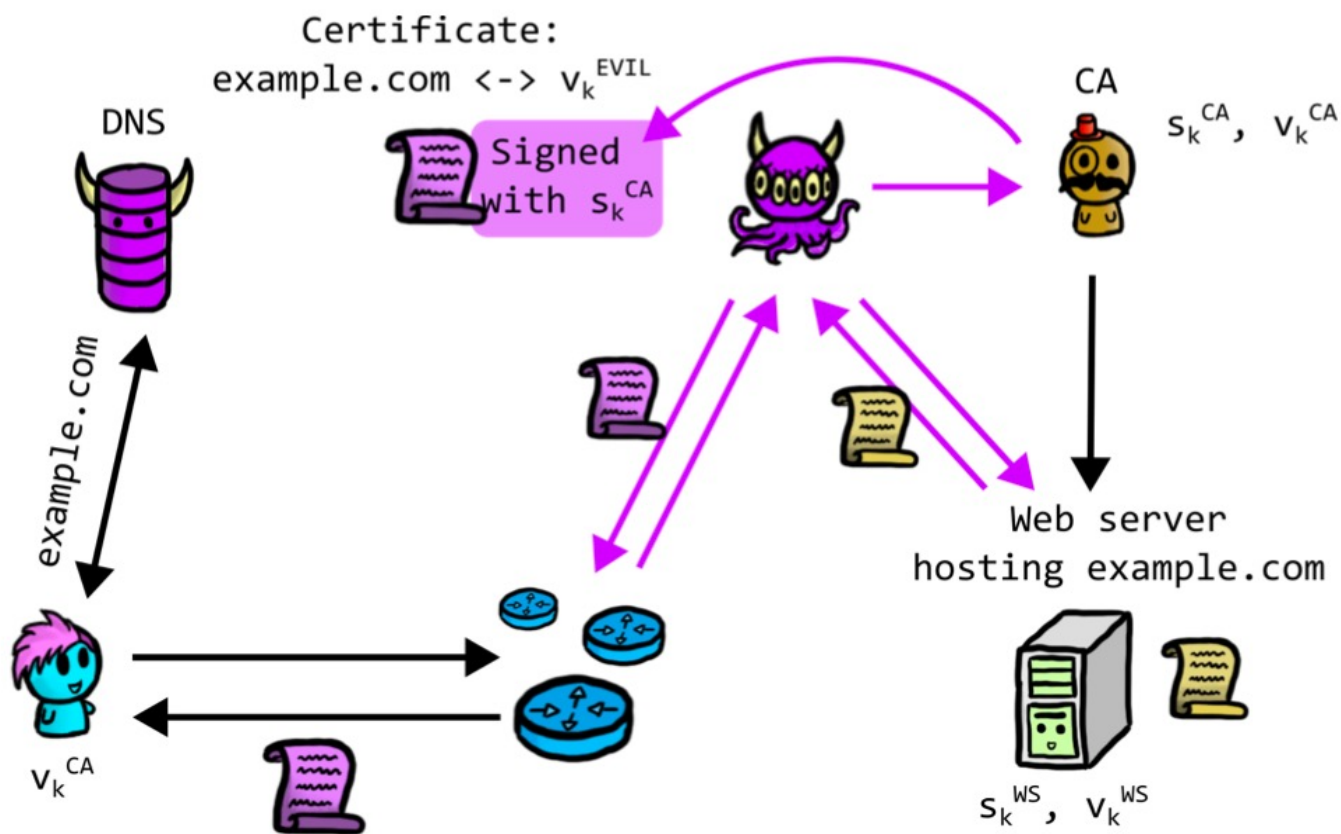 Certificate:
example.com <-> vₖᴱⱽᴵᴸ
DNS
Signed
with sₖᶜᴬ
CA
sₖᶜᴬ, vₖᶜᴬ
example.com
Web server
hosting example.com
vₖᶜᴬ
sₖᵂˢ, vₖᵂˢ